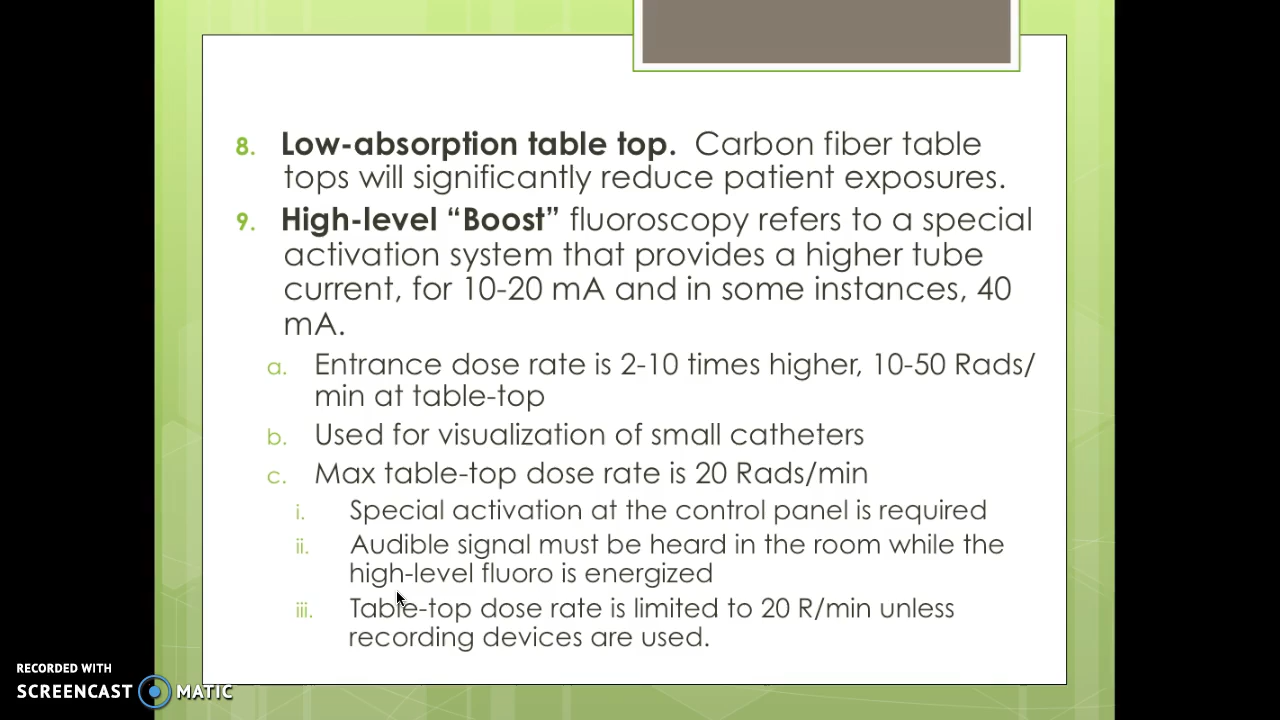 8. Low-absorption table top. Carbon fiber table
tops will significantly reduce patient exposures.
9. High-level “Boost” fluoroscopy refers to a special
activation system that provides a higher tube
current, for 10-20 mA and in some instances, 40
mA.
a. Entrance dose rate is 2-10 times higher, 10-50 Rads/
min at table-top
b. Used for visualization of small catheters
c. Max table-top dose rate is 20 Rads/min
i. Special activation at the control panel is required
ii. Audible signal must be heard in the room while the
high-level fluoro is energized
iii. Table-top dose rate is limited to 20 R/min unless
recording devices are used.
RECORDED WITH
SCREENCAST MATIC